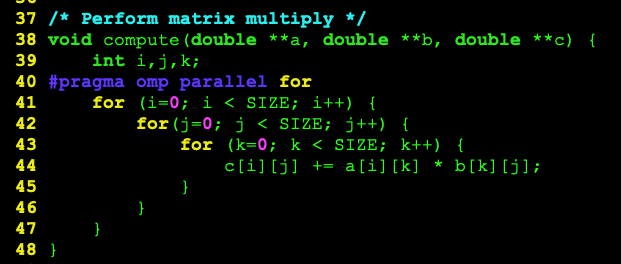 37 /* Perform matrix multiply */
38 void compute(double **a, double **b, double **c) {
39     int i,j,k;
40 #pragma omp parallel for
41     for (i=0; i < SIZE; i++) {
42         for(j=0; j < SIZE; j++) {
43             for (k=0; k < SIZE; k++) {
44                 c[i][j] += a[i][k] * b[k][j];
45             }
46         }
47     }
48 }